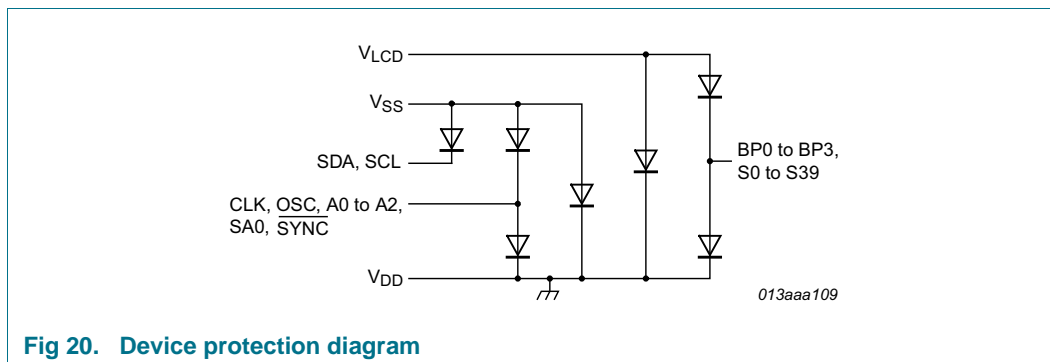 VLCD
VSS
SDA, SCL
BP0 to BP3,
S0 to S39
CLK, OSC, A0 to A2,
SA0, SYNC
VDD
013aaa109
Fig 20. Device protection diagram